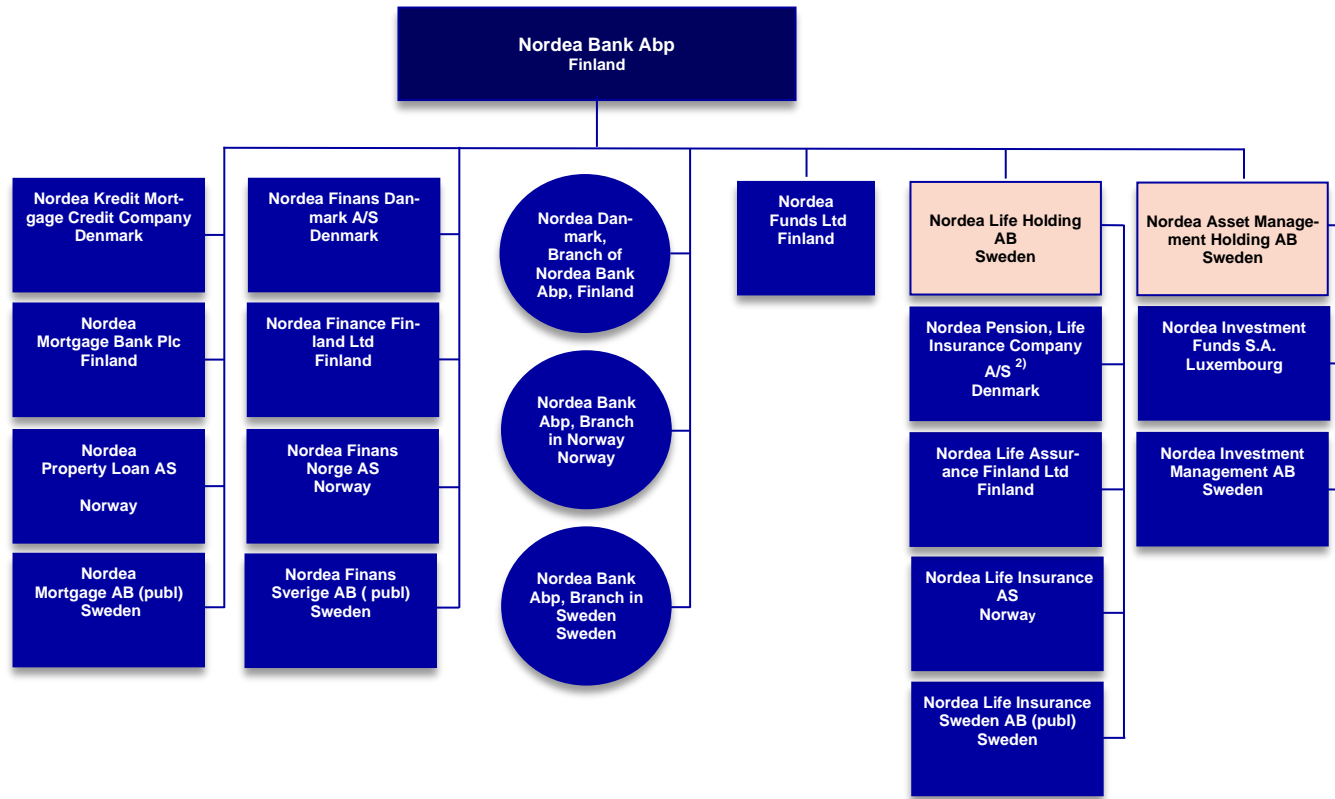 Nordea Bank Abp
Finland
Nordea Kredit Mort-
gage Credit Company
Denmark
Nordea
Mortgage Bank Plc
Finland
Nordea
Property Loan AS
Norway
Nordea
Mortgage AB (publ)
Sweden
Nordea Finans Dan-
mark A/S
Denmark
Nordea Finance Fin-
land Ltd
Finland
Nordea Finans
Norge AS
Norway
Nordea Finans
Sverige AB ( publ)
Sweden
Nordea Dan-
mark,
Branch of
Nordea Bank
Abp, Finland
Nordea Bank
Abp, Branch
in Norway
Norway
Nordea Bank
Abp, Branch in
Sweden
Sweden
Nordea
Funds Ltd
Finland
Nordea Life Holding
AB
Sweden
Nordea Pension, Life
Insurance Company
A/S 2)
Denmark
Nordea Life Assur-
ance Finland Ltd
Finland
Nordea Life Insurance
AS
Norway
Nordea Life Insurance
Sweden AB (publ)
Sweden
Nordea Asset Manage-
ment Holding AB
Sweden
Nordea Investment
Funds S.A.
Luxembourg
Nordea Investment
Management AB
Sweden